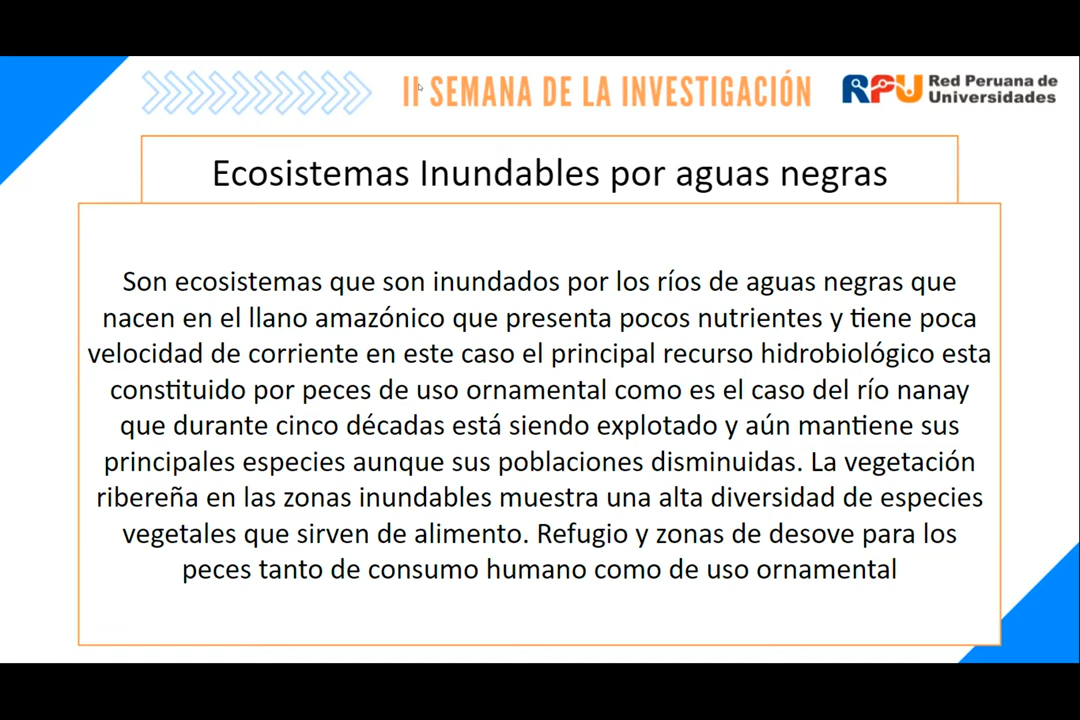 II SEMANA DE LA INVESTIGACIÓN
RPU Red Peruana de
Universidades
Ecosistemas Inundables por aguas negras
Son ecosistemas que son inundados por los ríos de aguas negras que
nacen en el llano amazónico que presenta pocos nutrientes y tiene poca
velocidad de corriente en este caso el principal recurso hidrobiológico esta
constituido por peces de uso ornamental como es el caso del río nanay
que durante cinco décadas está siendo explotado y aún mantiene sus
principales especies aunque sus poblaciones disminuidas. La vegetación
ribereña en las zonas inundables muestra una alta diversidad de especies
vegetales que sirven de alimento. Refugio y zonas de desove para los
peces tanto de consumo humano como de uso ornamental